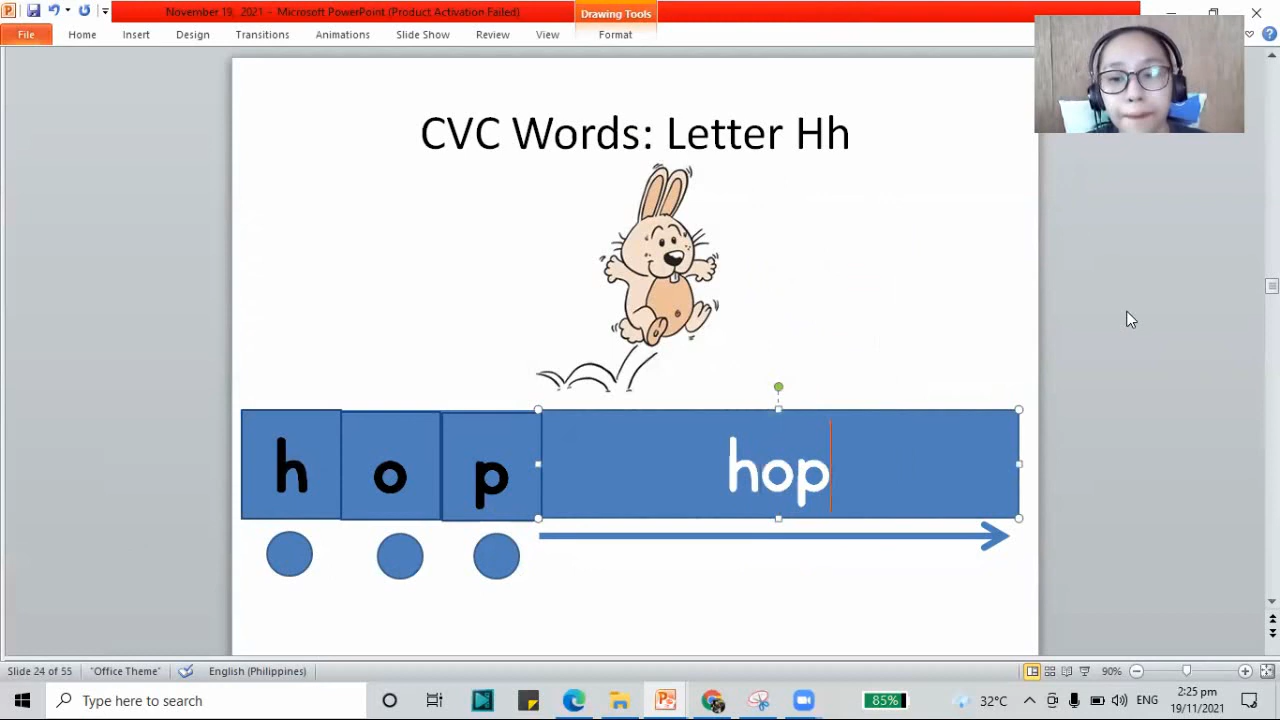 November 19, 2021 - Microsoft PowerPoint (Product Activation Failed)
Drawing Tools
File Home Insert Design Transitions Animations Slide Show Review View Format
CVC Words: Letter Hh
h o p hop
Slide 24 of 55 "Office Theme" English (Philippines) 90%
Type here to search 85% 32°C ENG 2:25 pm
19/11/2021